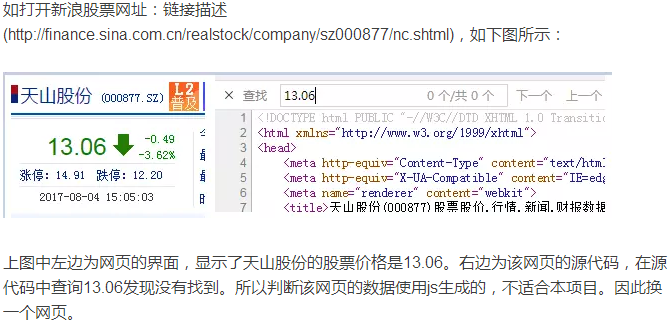 如打开新浪股票网址：链接描述
(http://finance.sina.com.cn/realstock/company/sz000877/nc.shtml)，如下图所示：
天山股份 (000877.SZ) L2 普及
13.06 -0.49
-3.62%
涨停：14.91 跌停：12.20
2017-08-04 15:05:03
× 查找 13.06 0 个/共 0 个 下一个 上一个
1 <!DOCTYPE html PUBLIC "-//W3C//DTD XHTML 1.0 Transition
2 <html xmlns="http://www.w3.org/1999/xhtml">
3 <head>
4 <meta http-equiv="Content-Type" content="text/html
5 <meta http-equiv="X-UA-Compatible" content="IE=edg
6 <meta name="renderer" content="webkit">
7 <title>天山股份(000877)股票股价,行情,新闻,财报数据
上图中左边为网页的界面，显示了天山股份的股票价格是13.06。右边为该网页的源代码，在源
代码中查询13.06发现没有找到。所以判断该网页的数据使用js生成的，不适合本项目。因此换
一个网页。